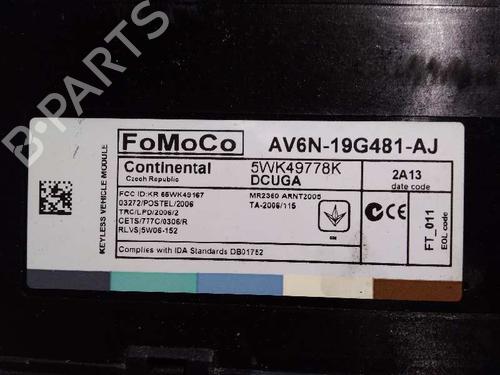 FoMoCo AV6N-19G481-AJ
KEYLESS VEHICLE MODULE
Continental 5WK49778K
Czech Republic DCUGA
2A13
date code
FCC ID:KR 55WK49167 MR2350 ARNT2005
03272/POSTEL/2006 TA-2006/115
TRC/LPD/2006/2
CETS/777C/0306/R
RLVS|5W06-152
CE
FT_011
EOL code
Complies with IDA Standards DB01752
B-PARTS